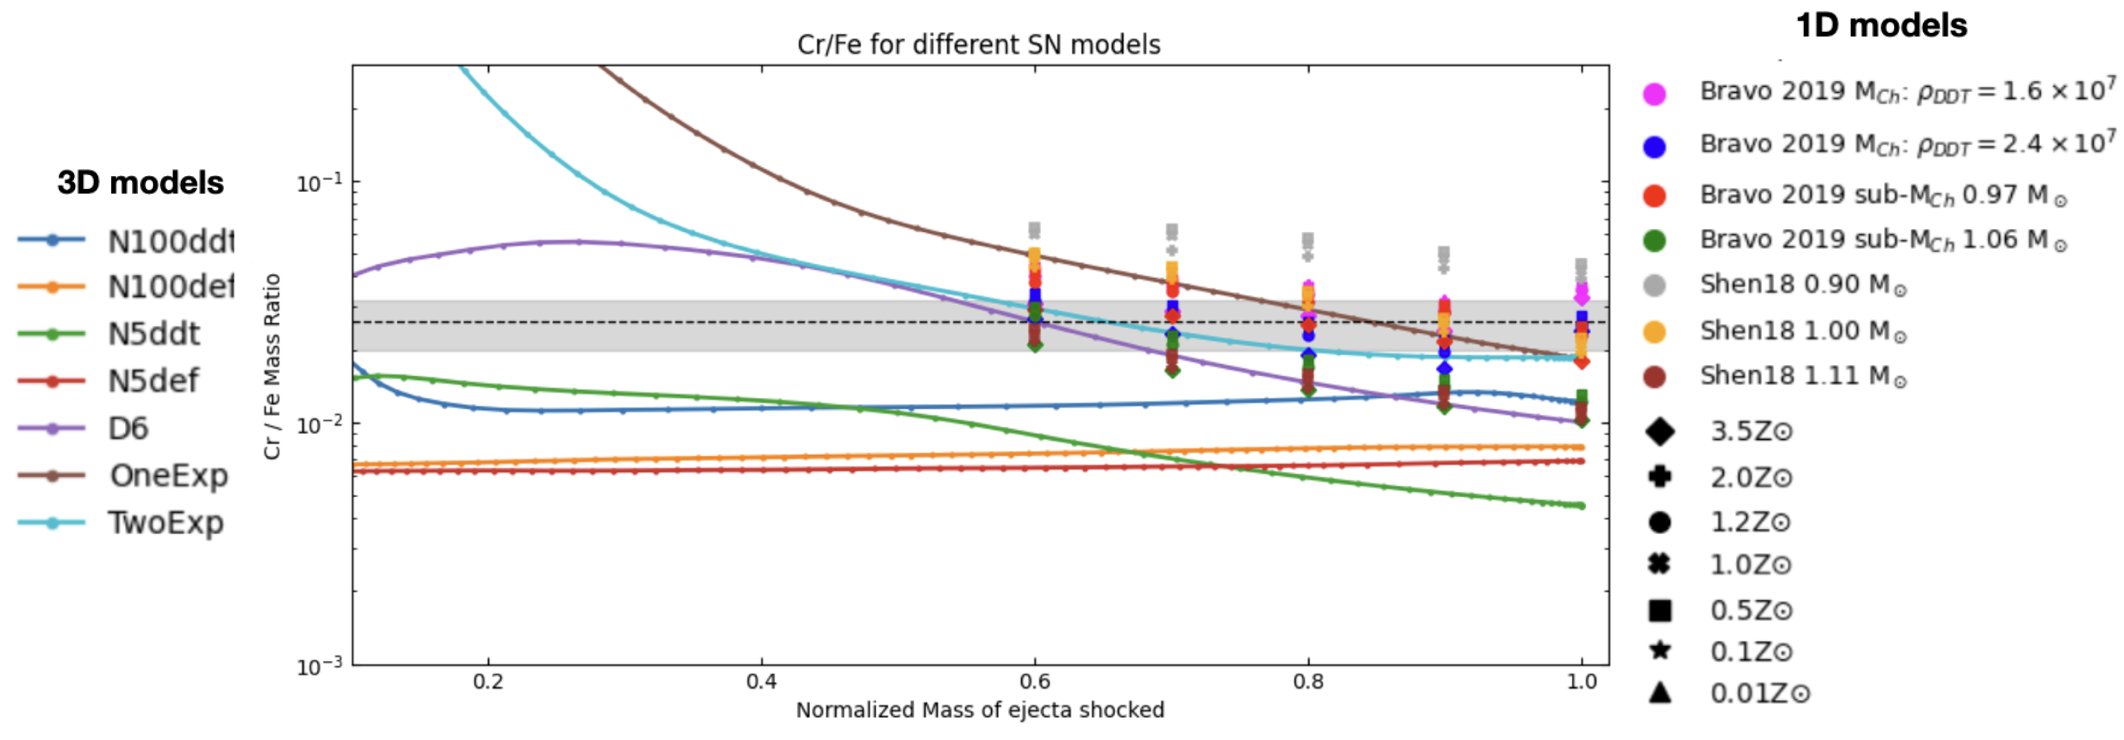 1D models
Cr/Fe for different SN models
3D models
N100ddt
N100def
N5ddt
N5def
D6
OneExp
TwoExp
Cr / Fe Mass Ratio
10⁻¹
10⁻²
10⁻³
0.2 0.4 0.6 0.8 1.0
Normalized Mass of ejecta shocked
Bravo 2019 M_Ch: ρ_DDT = 1.6 × 10⁷
Bravo 2019 M_Ch: ρ_DDT = 2.4 × 10⁷
Bravo 2019 sub-M_Ch 0.97 M⊙
Bravo 2019 sub-M_Ch 1.06 M⊙
Shen18 0.90 M⊙
Shen18 1.00 M⊙
Shen18 1.11 M⊙
3.5Z⊙
2.0Z⊙
1.2Z⊙
1.0Z⊙
0.5Z⊙
0.1Z⊙
0.01Z⊙